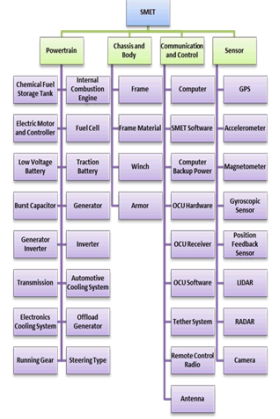 SMET
Powertrain
Chassis and
Body
Communication
and Control
Sensor
Chemical Fuel
Storage Tank
Internal
Combustion
Engine
Frame
Computer
GPS
Electric Motor
and Controller
Fuel Cell
Frame Material
SMET Software
Accelerometer
Low Voltage
Battery
Traction
Battery
Winch
Computer
Backup Power
Magnetometer
Burst Capacitor
Generator
Armor
OCU Hardware
Gyroscopic
Sensor
Generator
Inverter
Inverter
OCU Receiver
Position
Feedback
Sensor
Transmission
Automotive
Cooling System
OCU Software
LIDAR
Electronics
Cooling System
Offload
Generator
Tether System
RADAR
Running Gear
Steering Type
Remote Control
Radio
Camera
Antenna